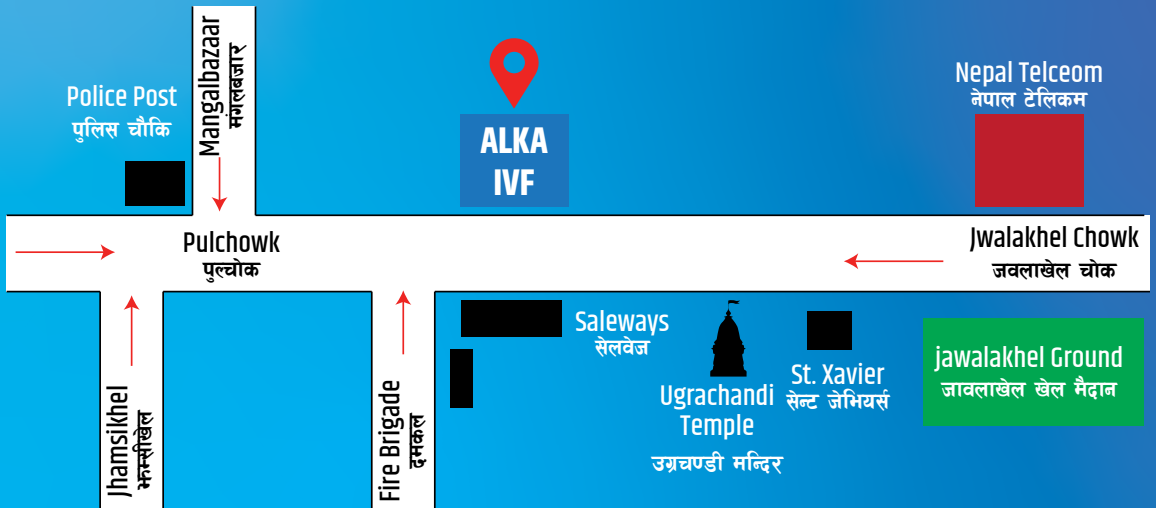 Police Post
पुलिस चौकि
Mangalbazaar
मंगलबजार
ALKA
IVF
Nepal Telceom
नेपाल टेलिकम
Pulchowk
पुल्चोक
Jwalakhel Chowk
जवलाखेल चोक
Jhamsikhel
झम्सीखेल
Fire Brigade
दमकल
Saleways
सेलवेज
Ugrachandi
Temple
उग्रचण्डी मन्दिर
St. Xavier
सेन्ट जेभियर्स
jawalakhel Ground
जावलाखेल खेल मैदान